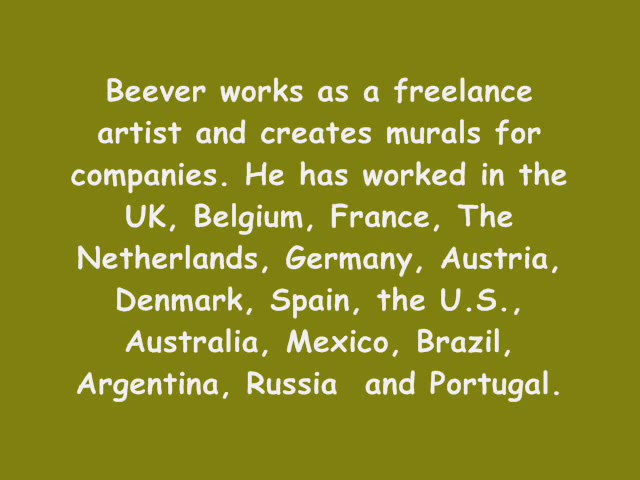 Beever works as a freelance
artist and creates murals for
companies. He has worked in the
UK, Belgium, France, The
Netherlands, Germany, Austria,
Denmark, Spain, the U.S.,
Australia, Mexico, Brazil,
Argentina, Russia  and Portugal.